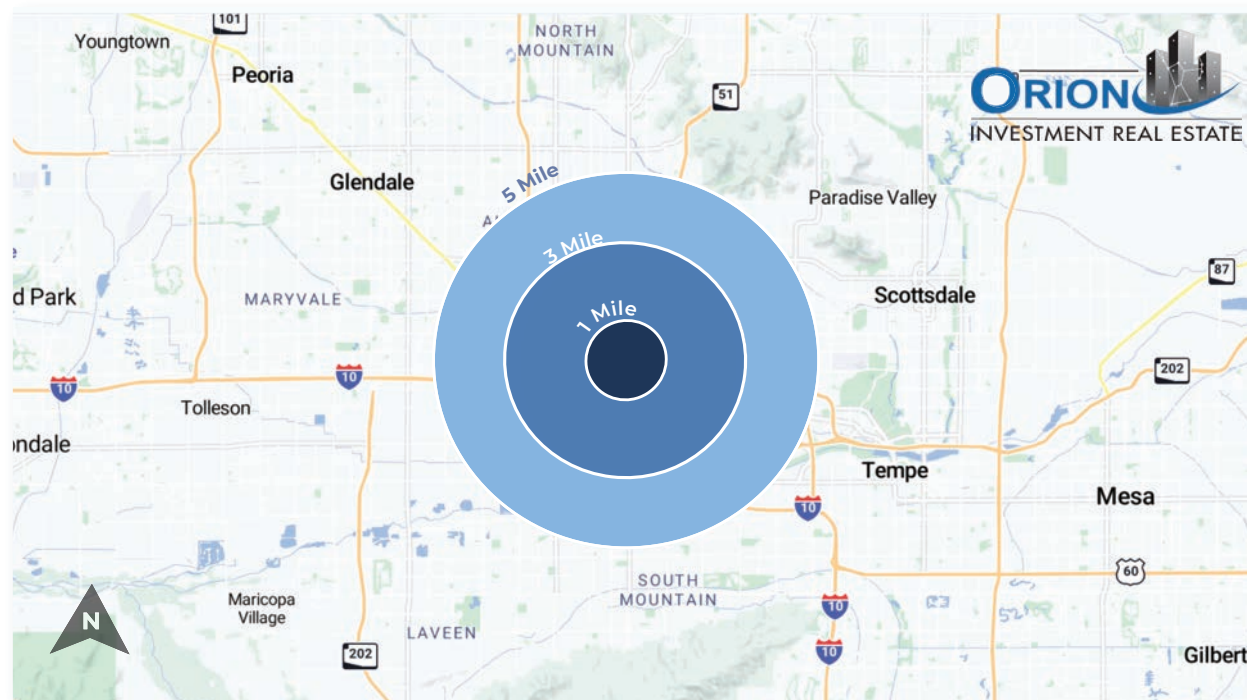 101
Youngtown
Peoria
NORTH
MOUNTAIN
51
ORION
INVESTMENT REAL ESTATE
Glendale
5 Mile
Paradise Valley
3 Mile
87
d Park
MARYVALE
Scottsdale
1 Mile
10
10
202
Tolleson
ondale
Tempe
Mesa
10
60
SOUTH
MOUNTAIN
Maricopa
Village
10
N
LAVEEN
202
10
Gilbert